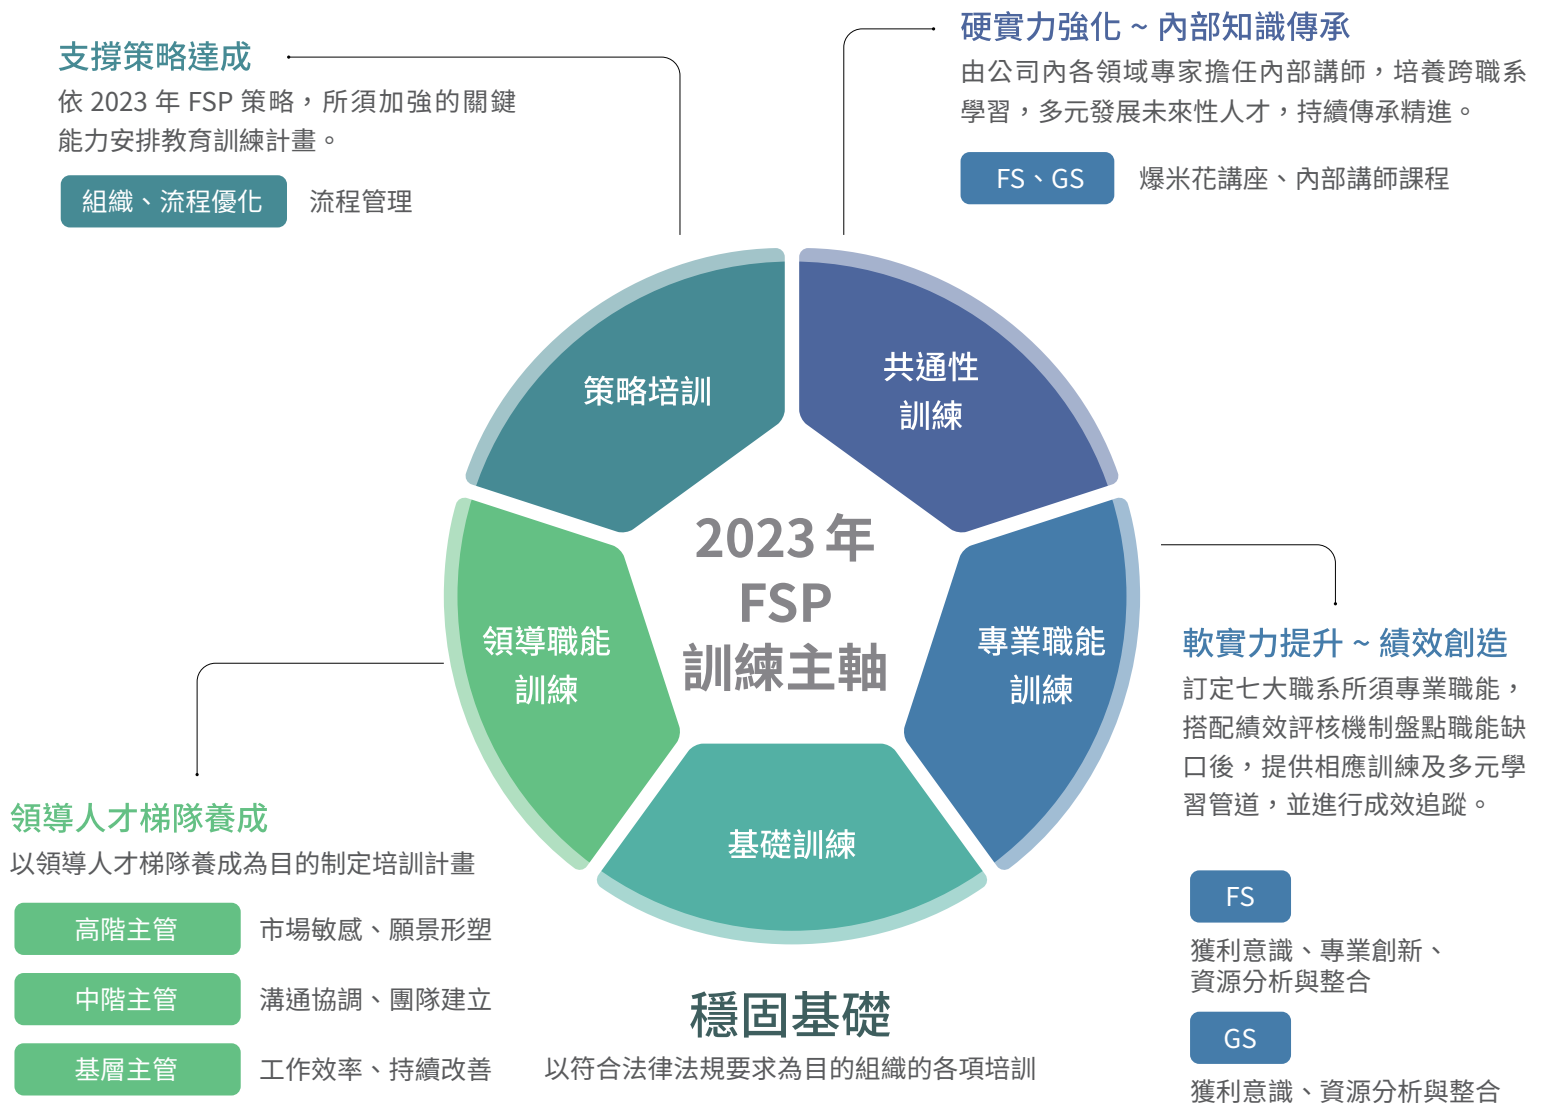 支撐策略達成
依 2023 年 FSP 策略，所須加強的關鍵
能力安排教育訓練計畫。
組織、流程優化
流程管理
硬實力強化 ~ 內部知識傳承
由公司內各領域專家擔任內部講師，培養跨職系
學習，多元發展未來性人才，持續傳承精進。
FS、GS
爆米花講座、內部講師課程
策略培訓
共通性
訓練
2023 年
FSP
訓練主軸
領導職能
訓練
專業職能
訓練
基礎訓練
軟實力提升 ~ 績效創造
訂定七大職系所須專業職能，
搭配績效評核機制盤點職能缺
口後，提供相應訓練及多元學
習管道，並進行成效追蹤。
FS
獲利意識、專業創新、
資源分析與整合
GS
獲利意識、資源分析與整合
領導人才梯隊養成
以領導人才梯隊養成為目的制定培訓計畫
高階主管
市場敏感、願景形塑
中階主管
溝通協調、團隊建立
基層主管
工作效率、持續改善
穩固基礎
以符合法律法規要求為目的組織的各項培訓